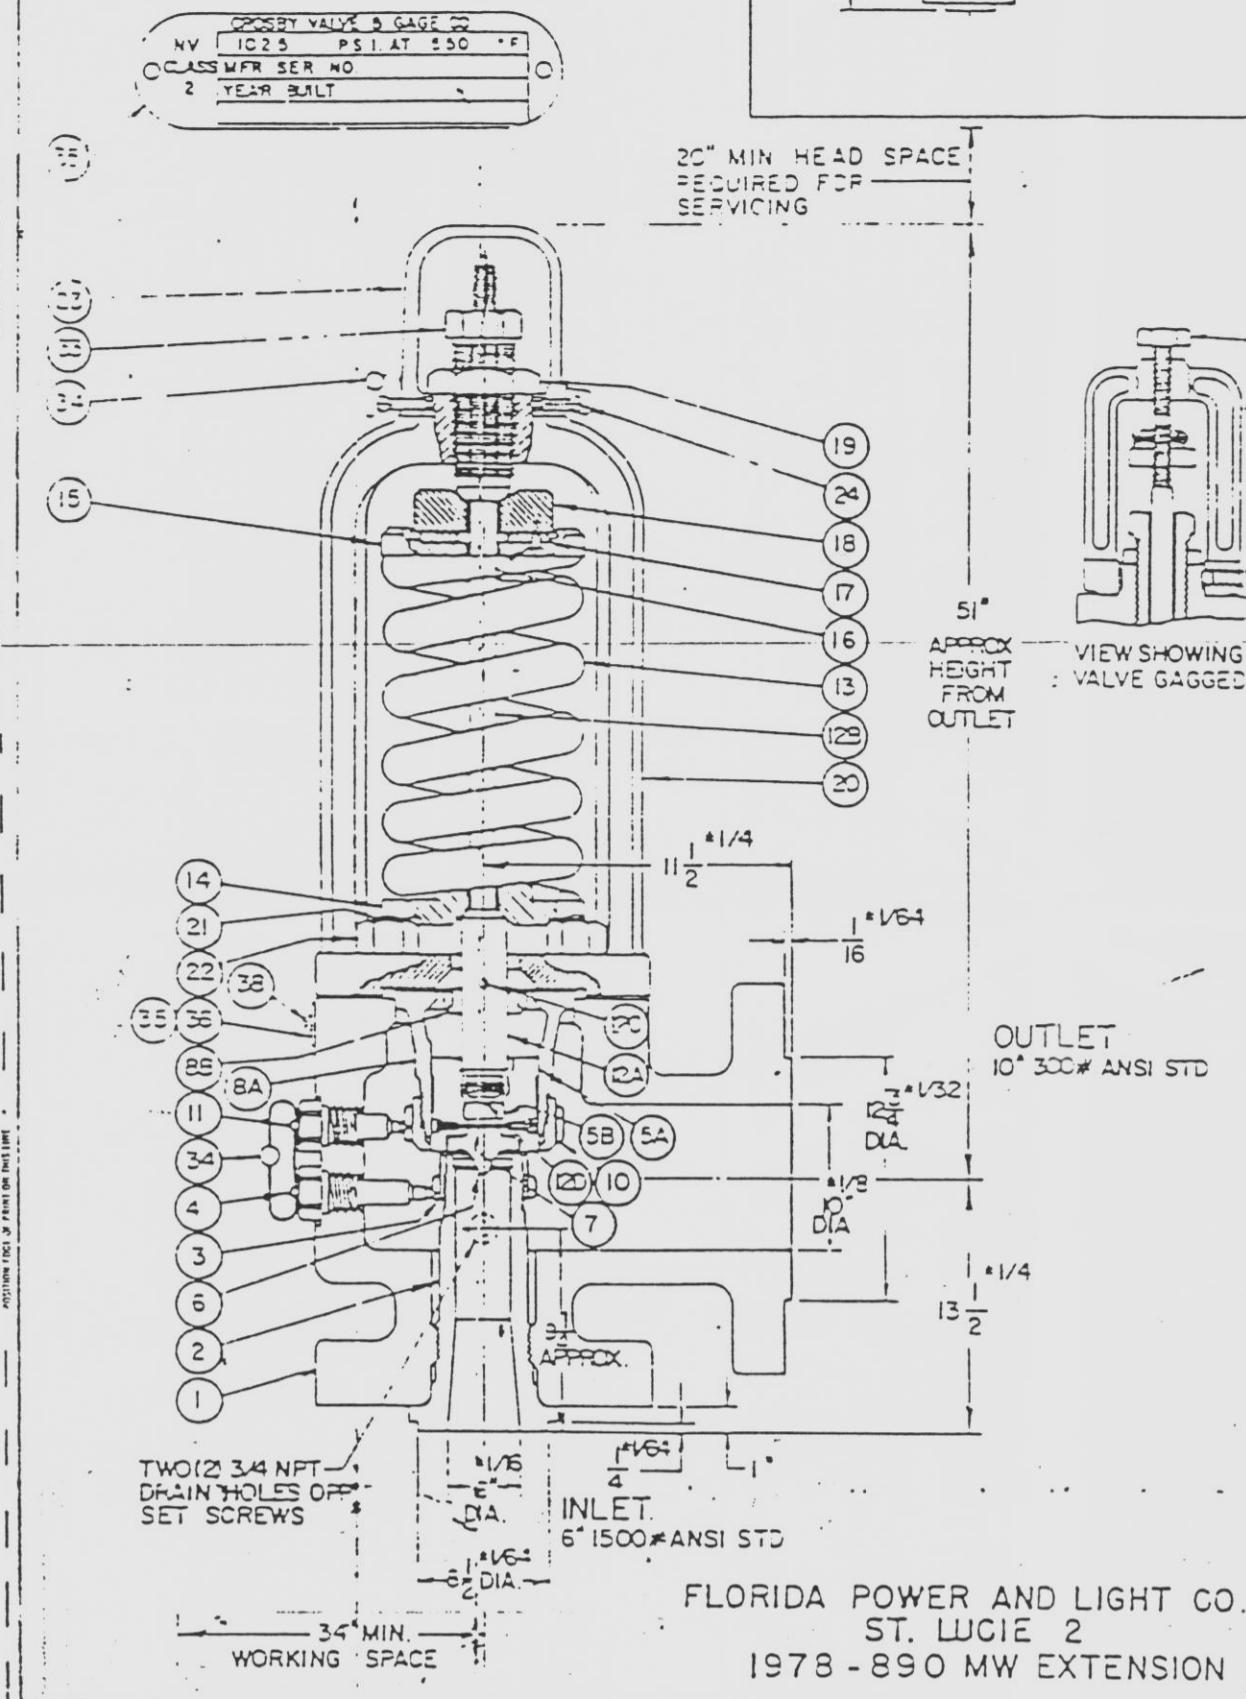 CROSBY VALVE & GAGE CO
NV 1025 PSI. AT 550 °F
CLASS MFR SER NO.
2 YEAR BUILT
20" MIN HEAD SPACE
REQUIRED FOR
SERVICING
33
34
15
19
24
18
17
16
13
12B
20
51"
APPROX
HEIGHT
FROM
OUTLET
VIEW SHOWING
VALVE GAGGED
11 1/2 ±1/4
1/16 ±1/64
14
21
22
38
35 36
8B
8A
11
34
4
3
6
2
1
12C
12A
5B 5A
12D 10
7
OUTLET
10" 300# ANSI STD
12 3/4 ±1/32
DIA.
±1/8
10"
DIA
13 1/2 ±1/4
APPROX.
TWO (2) 3/4 NPT
DRAIN HOLES OPP
SET SCREWS
±1/16
DIA.
1/4 ±1/64
1"
INLET.
6" 1500# ANSI STD
1/2 ±1/64
DIA.
34" MIN.
WORKING SPACE
FLORIDA POWER AND LIGHT CO.
ST. LUCIE 2
1978 - 890 MW EXTENSION
POSITION EDGE OF PRINT ON THIS LINE